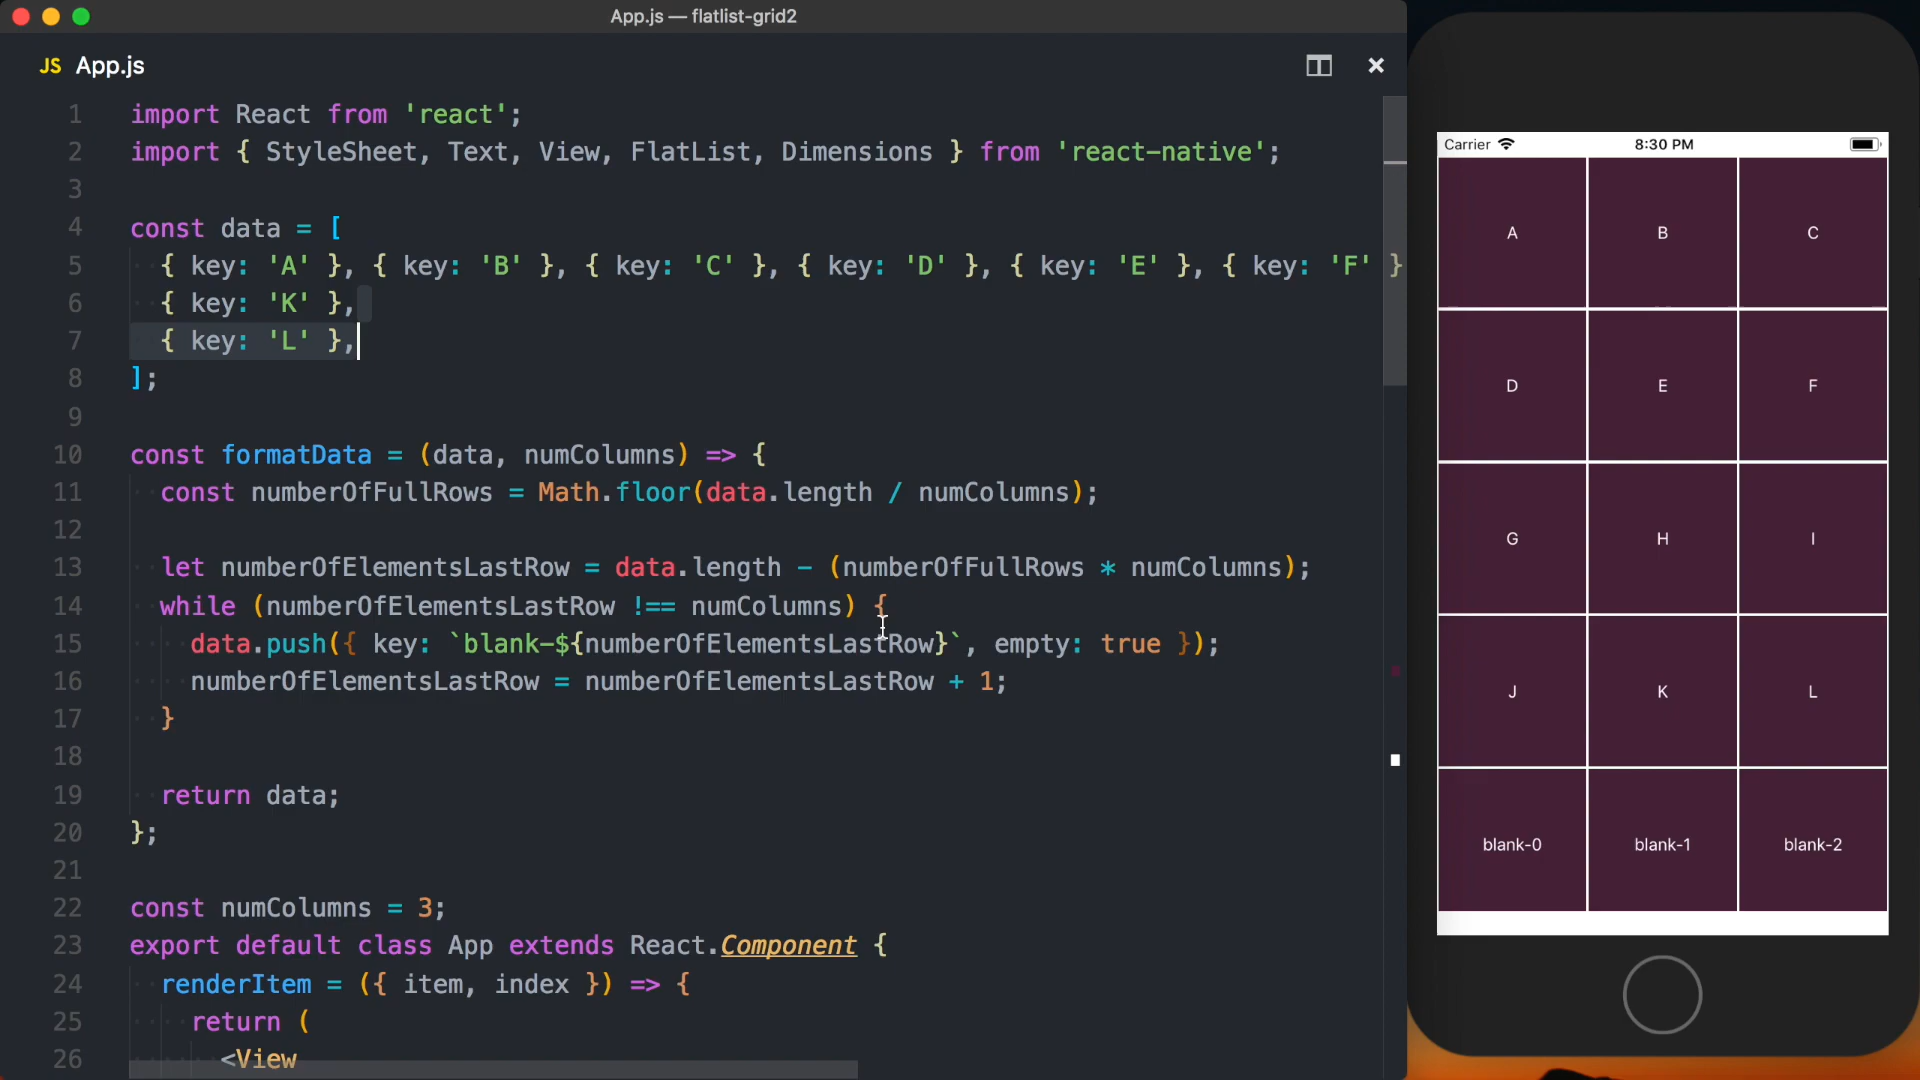 App.js — flatlist-grid2
JS App.js
1 import React from 'react';
2 import { StyleSheet, Text, View, FlatList, Dimensions } from 'react-native';
3
4 const data = [
5 { key: 'A' }, { key: 'B' }, { key: 'C' }, { key: 'D' }, { key: 'E' }, { key: 'F' }
6 { key: 'K' },
7 { key: 'L' },
8 ];
9
10 const formatData = (data, numColumns) => {
11 const numberOfFullRows = Math.floor(data.length / numColumns);
12
13 let numberOfElementsLastRow = data.length - (numberOfFullRows * numColumns);
14 while (numberOfElementsLastRow !== numColumns) {
15 data.push({ key: `blank-${numberOfElementsLastRow}`, empty: true });
16 numberOfElementsLastRow = numberOfElementsLastRow + 1;
17 }
18
19 return data;
20 };
21
22 const numColumns = 3;
23 export default class App extends React.Component {
24 renderItem = ({ item, index }) => {
25 return (
26 <View
Carrier 8:30 PM
A B C
D E F
G H I
J K L
blank-0 blank-1 blank-2